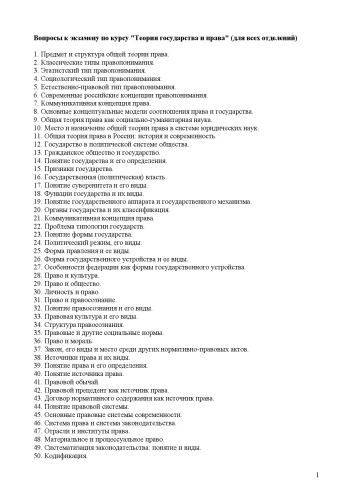 Вопросы к экзамену по курсу "Теория государства и права" (для всех отделений)
1. Предмет и структура общей теории права.
2. Классические типы правопонимания.
3. Этатистский тип правопонимания.
4. Социологический тип правопонимания.
5. Естественно-правовой тип правопонимания.
6. Современные российские концепции правопонимания.
7. Коммуникативная концепция права.
8. Основные концептуальные модели соотношения права и государства.
9. Общая теория права как социально-гуманитарная наука.
10. Место и назначение общей теории права в системе юридических наук.
11. Общая теория права в России: история и современность.
12. Государство в политической системе общества.
13. Гражданское общество и государство.
14. Понятие государства и его определения.
15. Признаки государства.
16. Государственная (политическая) власть.
17. Понятие суверенитета и его виды.
18. Функции государства и их виды.
19. Понятие государственного аппарата и государственного механизма.
20. Органы государства и их классификация.
21. Коммуникативная концепция права.
22. Проблема типологии государств.
23. Понятие формы государства.
24. Политический режим, его виды.
25. Форма правления и ее виды.
26. Форма государственного устройства и ее виды.
27. Особенности федерации как формы государственного устройства.
28. Право и культура.
29. Право и общество.
30. Личность и право.
31. Право и правосознание.
32. Понятие правосознания и его виды.
33. Правовая культура и его виды.
34. Структура правосознания.
35. Правовые и другие социальные нормы.
36. Право и мораль.
37. Закон, его виды и место среди других нормативно-правовых актов.
38. Источники права и их виды.
39. Понятие права и его определения.
40. Понятие источника права.
41. Правовой обычай.
42. Правовой прецедент как источник права.
43. Договор нормативного содержания как источник права.
44. Понятие правовой системы.
45. Основные правовые системы современности.
46. Система права и система законодательства.
47. Отрасли и институты права.
48. Материальное и процессуальное право.
49. Систематизация законодательства: понятие и виды.
50. Кодификация.
1